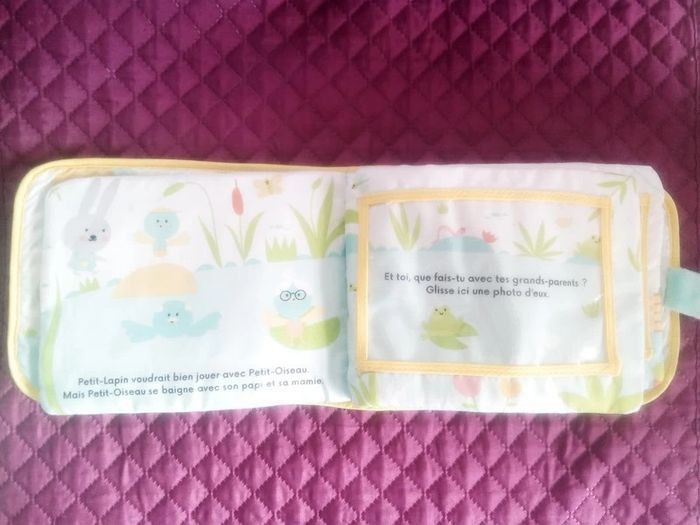 Petit-Lapin voudrait bien jouer avec Petit-Oiseau.
Mais Petit-Oiseau se baigne avec son papi et sa mamie.
Et toi, que fais-tu avec tes grands-parents ?
Glisse ici une photo d'eux.